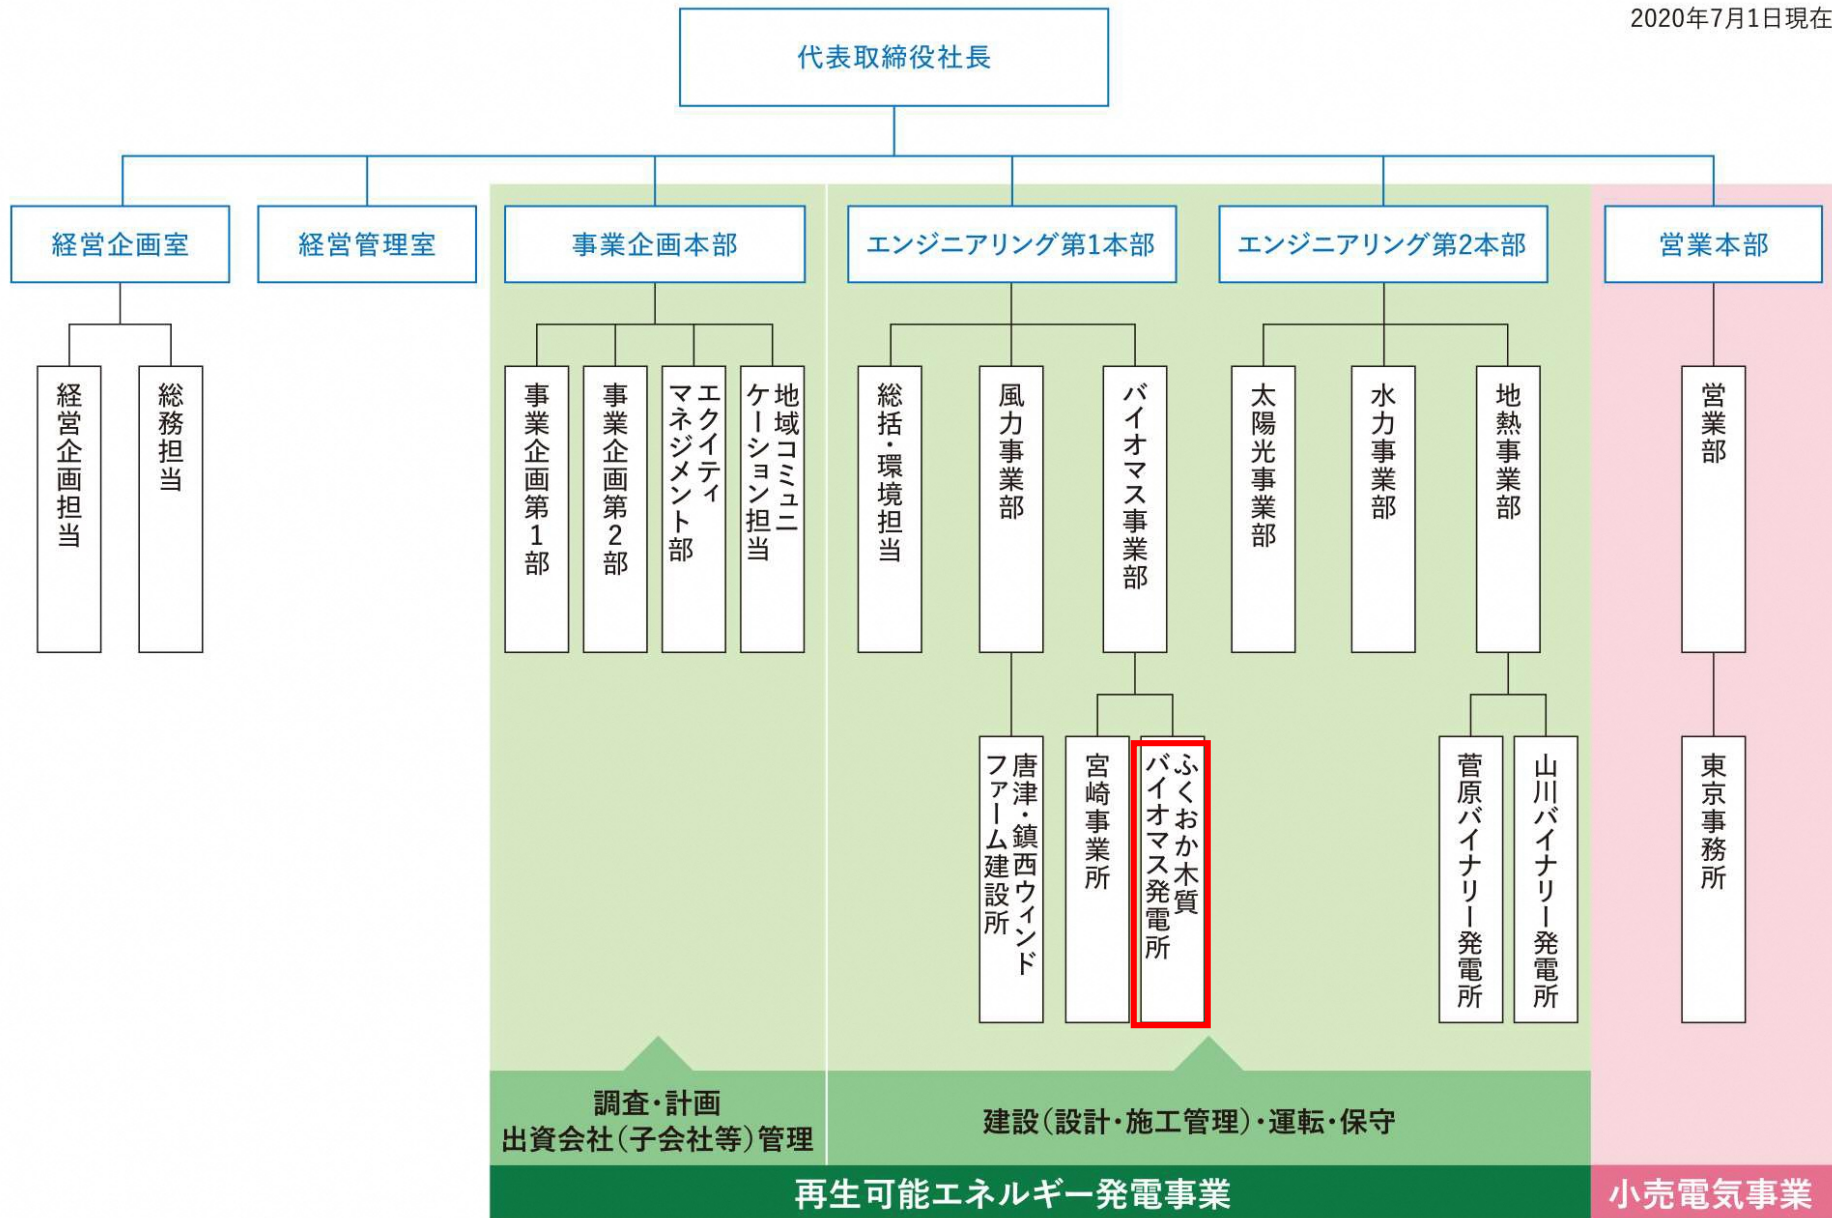 2020年7月1日現在
代表取締役社長
経営企画室
経営管理室
事業企画本部
エンジニアリング第1本部
エンジニアリング第2本部
営業本部
経営企画担当
総務担当
事業企画第1部
事業企画第2部
エクイティ
マネジメント部
地域コミュニ
ケーション担当
総括・環境担当
風力事業部
バイオマス事業部
太陽光事業部
水力事業部
地熱事業部
営業部
唐津・鎮西ウィンド
ファーム建設所
宮崎事業所
ふくおか木質
バイオマス発電所
菅原バイナリー発電所
山川バイナリー発電所
東京事務所
調査・計画
出資会社(子会社等)管理
建設(設計・施工管理)・運転・保守
再生可能エネルギー発電事業
小売電気事業